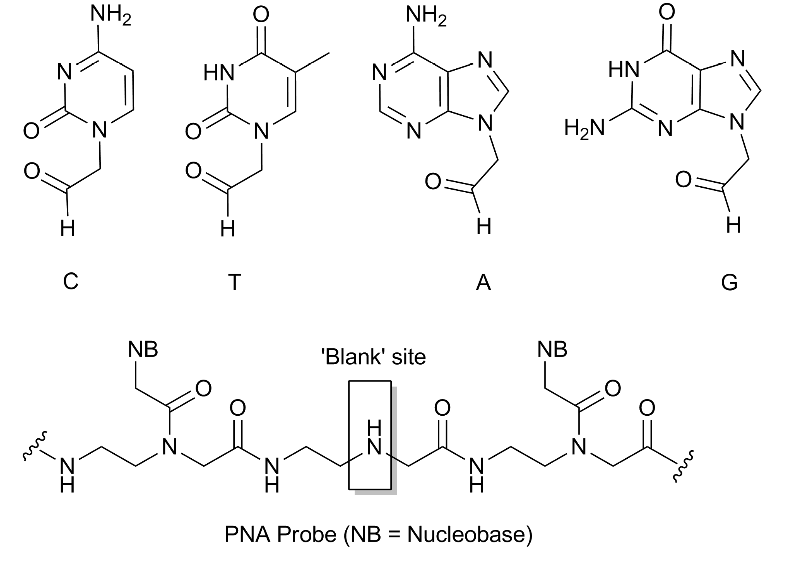 NH2 O NH2 O
N HN N N HN N
O N O N N N H2N N N
O O O O
H H H H
C T A G
NB 'Blank' site NB
O O O O
N H N
N N N
H H H
PNA Probe (NB = Nucleobase)